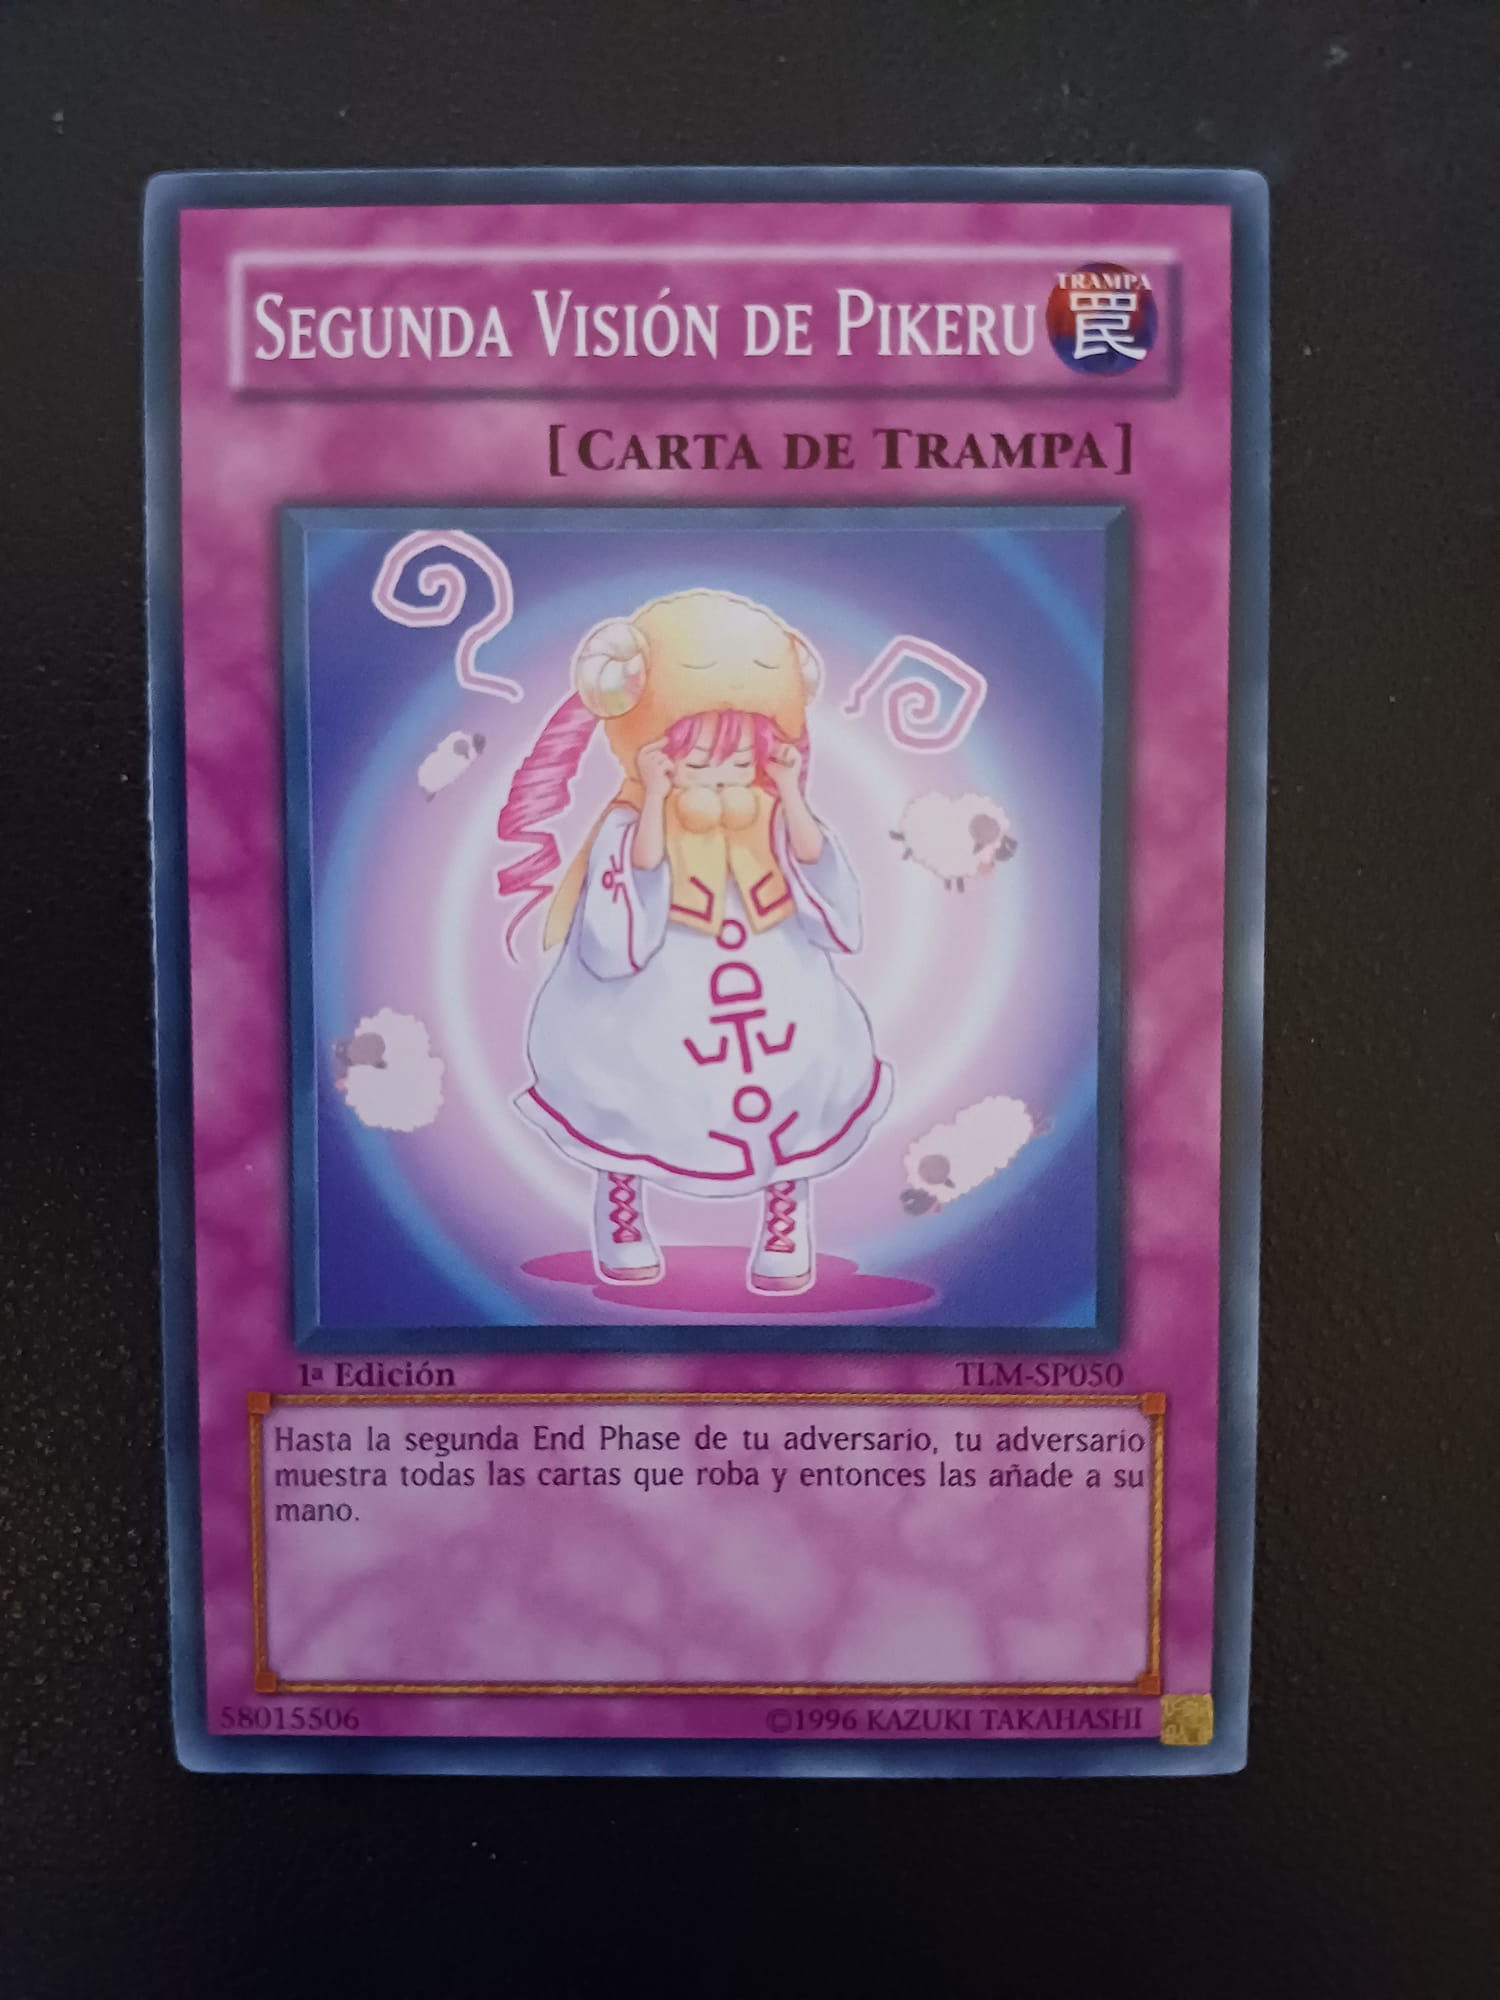 SEGUNDA VISIÓN DE PIKERU
TRAMPA
罠
[CARTA DE TRAMPA]
1ª Edición
TLM-SP050
Hasta la segunda End Phase de tu adversario, tu adversario
muestra todas las cartas que roba y entonces las añade a su
mano.
58015506
©1996 KAZUKI TAKAHASHI